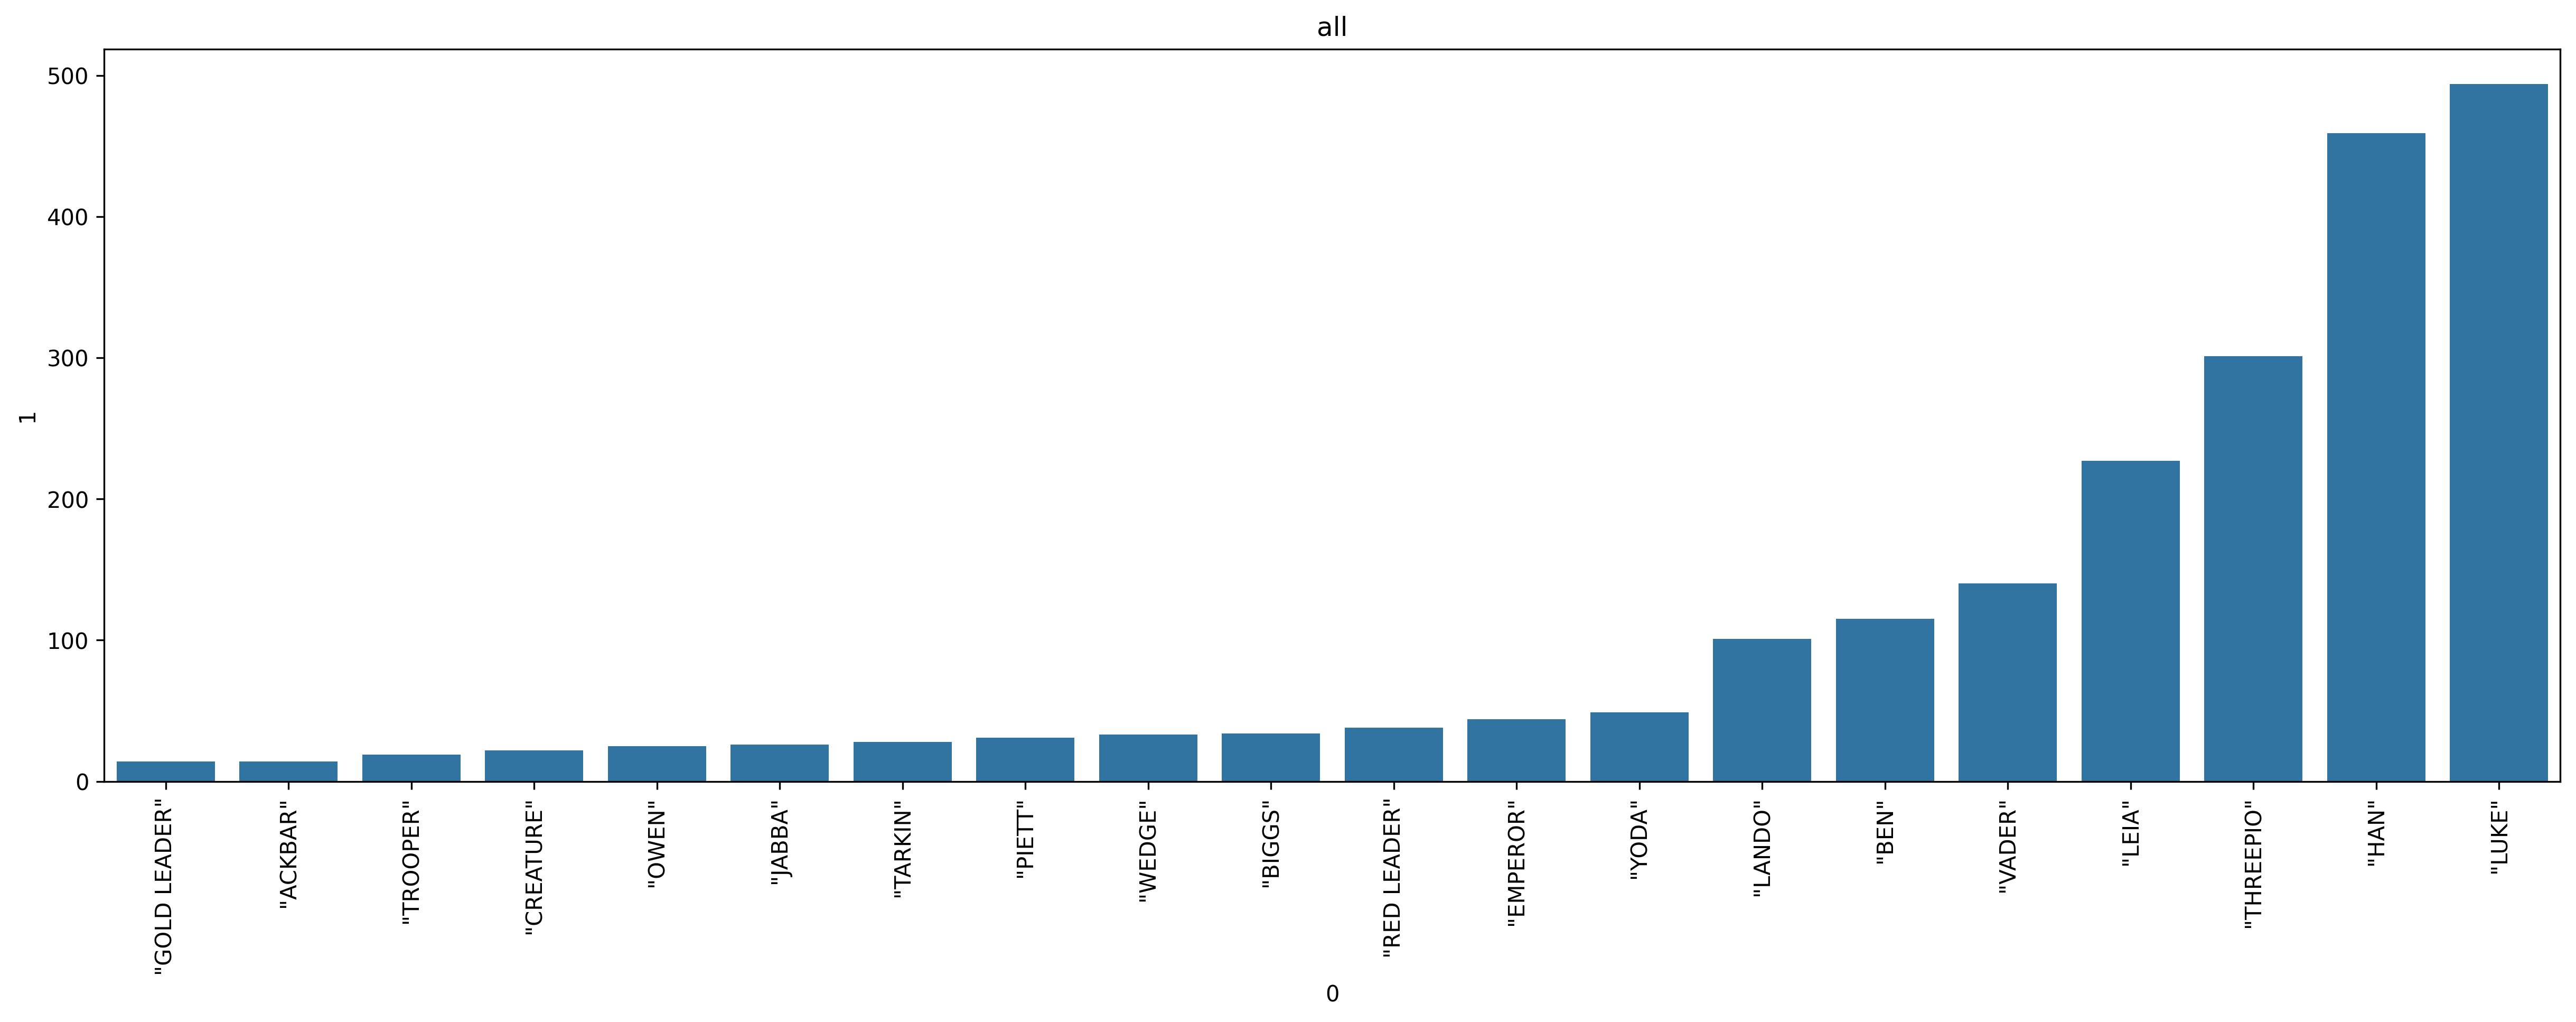 all
500
400
300
200
100
0
1
"GOLD LEADER"
"ACKBAR"
"TROOPER"
"CREATURE"
"OWEN"
"JABBA"
"TARKIN"
"PIETT"
"WEDGE"
"BIGGS"
"RED LEADER"
"EMPEROR"
"YODA"
"LANDO"
"BEN"
"VADER"
"LEIA"
"THREEPIO"
"HAN"
"LUKE"
0